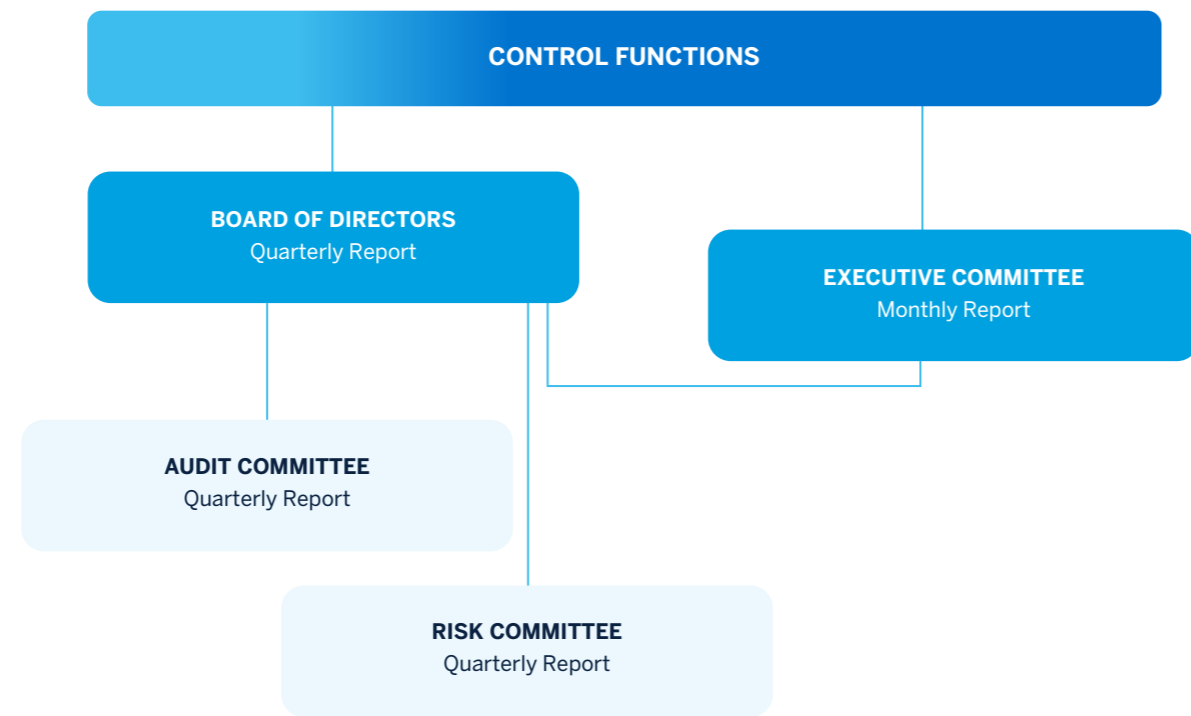 CONTROL FUNCTIONS
BOARD OF DIRECTORS
Quarterly Report
EXECUTIVE COMMITTEE
Monthly Report
AUDIT COMMITTEE
Quarterly Report
RISK COMMITTEE
Quarterly Report